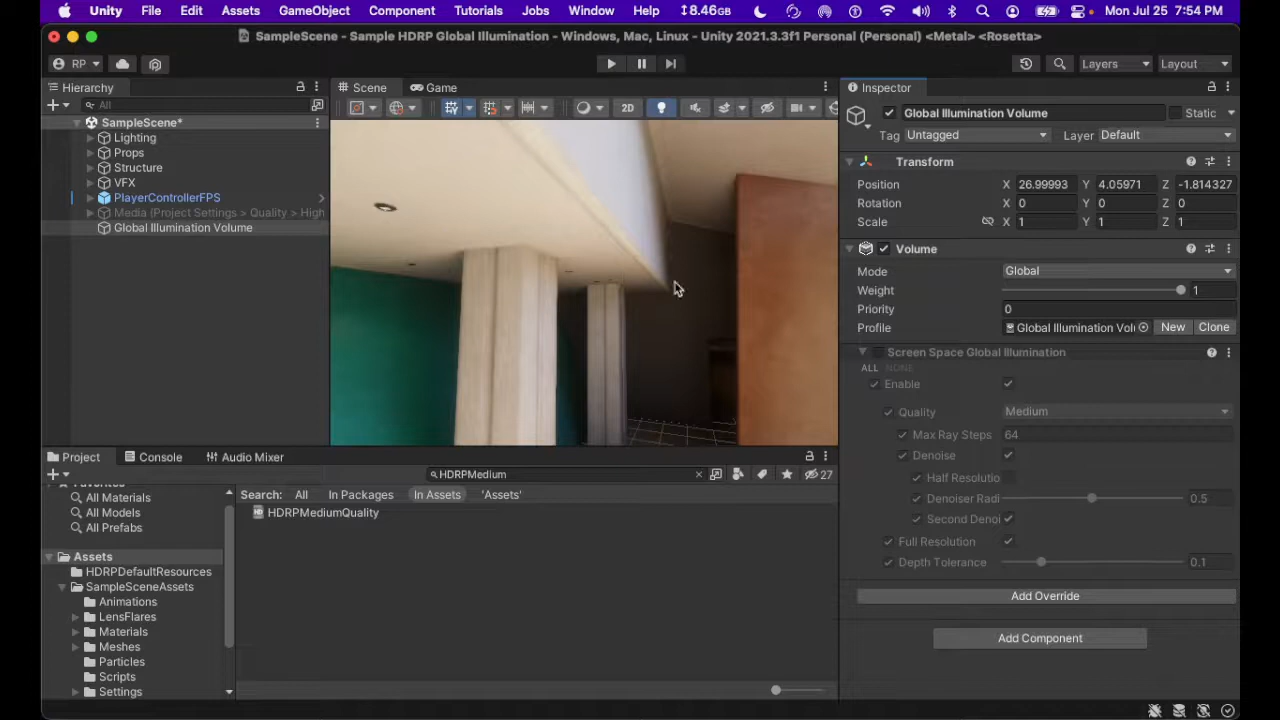 Unity File Edit Assets GameObject Component Tutorials Jobs Window Help 8.46GB Mon Jul 25 7:54 PM
SampleScene - Sample HDRP Global Illumination - Windows, Mac, Linux - Unity 2021.3.3f1 Personal (Personal) <Metal> <Rosetta>
RP Layers Layout
Hierarchy Scene Game Inspector
All 2D
SampleScene*
Lighting
Props
Structure
VFX
PlayerControllerFPS
Media (Project Settings > Quality > High
Global Illumination Volume
Global Illumination Volume Static
Tag Untagged Layer Default
Transform
Position X 26.99993 Y 4.05971 Z -1.814327
Rotation X 0 Y 0 Z 0
Scale X 1 Y 1 Z 1
Volume
Mode Global
Weight 1
Priority 0
Profile Global Illumination Vol New Clone
Screen Space Global Illumination
ALL NONE
Enable
Quality Medium
Max Ray Steps 64
Denoise
Half Resolutio
Denoiser Radi 0.5
Second Denoi
Full Resolution
Depth Tolerance 0.1
Add Override
Add Component
Project Console Audio Mixer
HDRPMedium 27
Favorites
All Materials
All Models
All Prefabs
Assets
HDRPDefaultResources
SampleSceneAssets
Animations
LensFlares
Materials
Meshes
Particles
Scripts
Settings
Search: All In Packages In Assets 'Assets'
HDRPMediumQuality